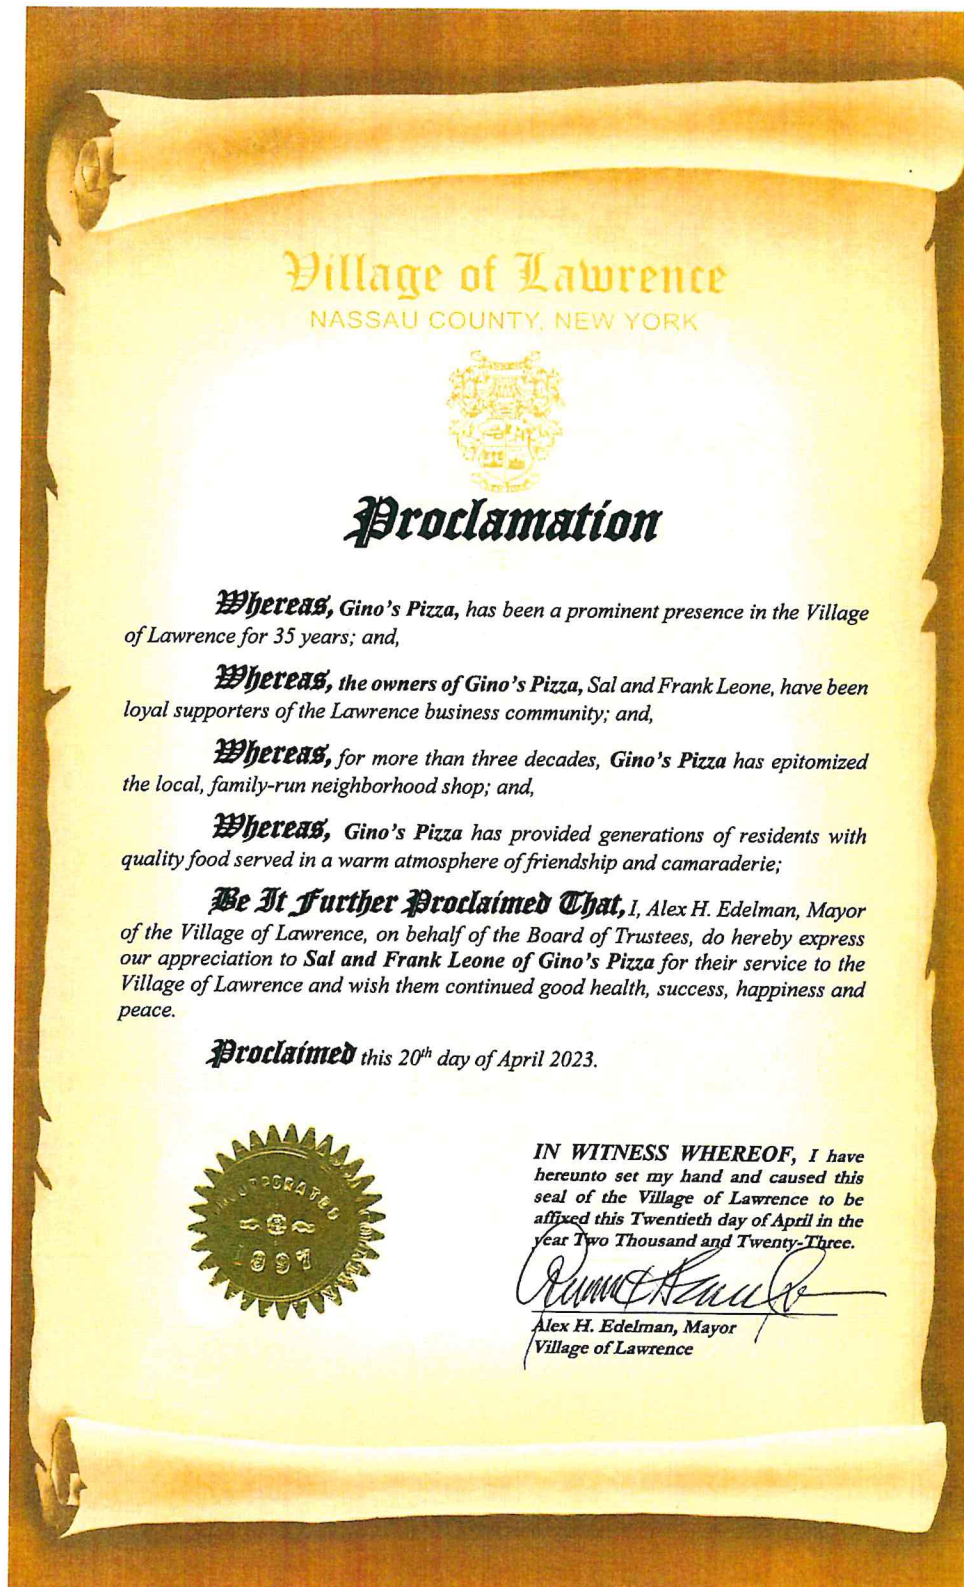 Village of Lawrence
NASSAU COUNTY, NEW YORK
Proclamation
Whereas, Gino's Pizza, has been a prominent presence in the Village
of Lawrence for 35 years; and,
Whereas, the owners of Gino's Pizza, Sal and Frank Leone, have been
loyal supporters of the Lawrence business community; and,
Whereas, for more than three decades, Gino's Pizza has epitomized
the local, family-run neighborhood shop; and,
Whereas, Gino's Pizza has provided generations of residents with
quality food served in a warm atmosphere of friendship and camaraderie;
Be It Further Proclaimed That, I, Alex H. Edelman, Mayor
of the Village of Lawrence, on behalf of the Board of Trustees, do hereby express
our appreciation to Sal and Frank Leone of Gino's Pizza for their service to the
Village of Lawrence and wish them continued good health, success, happiness and
peace.
Proclaimed this 20th day of April 2023.
INCORPORATED
1897
IN WITNESS WHEREOF, I have
hereunto set my hand and caused this
seal of the Village of Lawrence to be
affixed this Twentieth day of April in the
year Two Thousand and Twenty-Three.
Alex H. Edelman, Mayor
Village of Lawrence